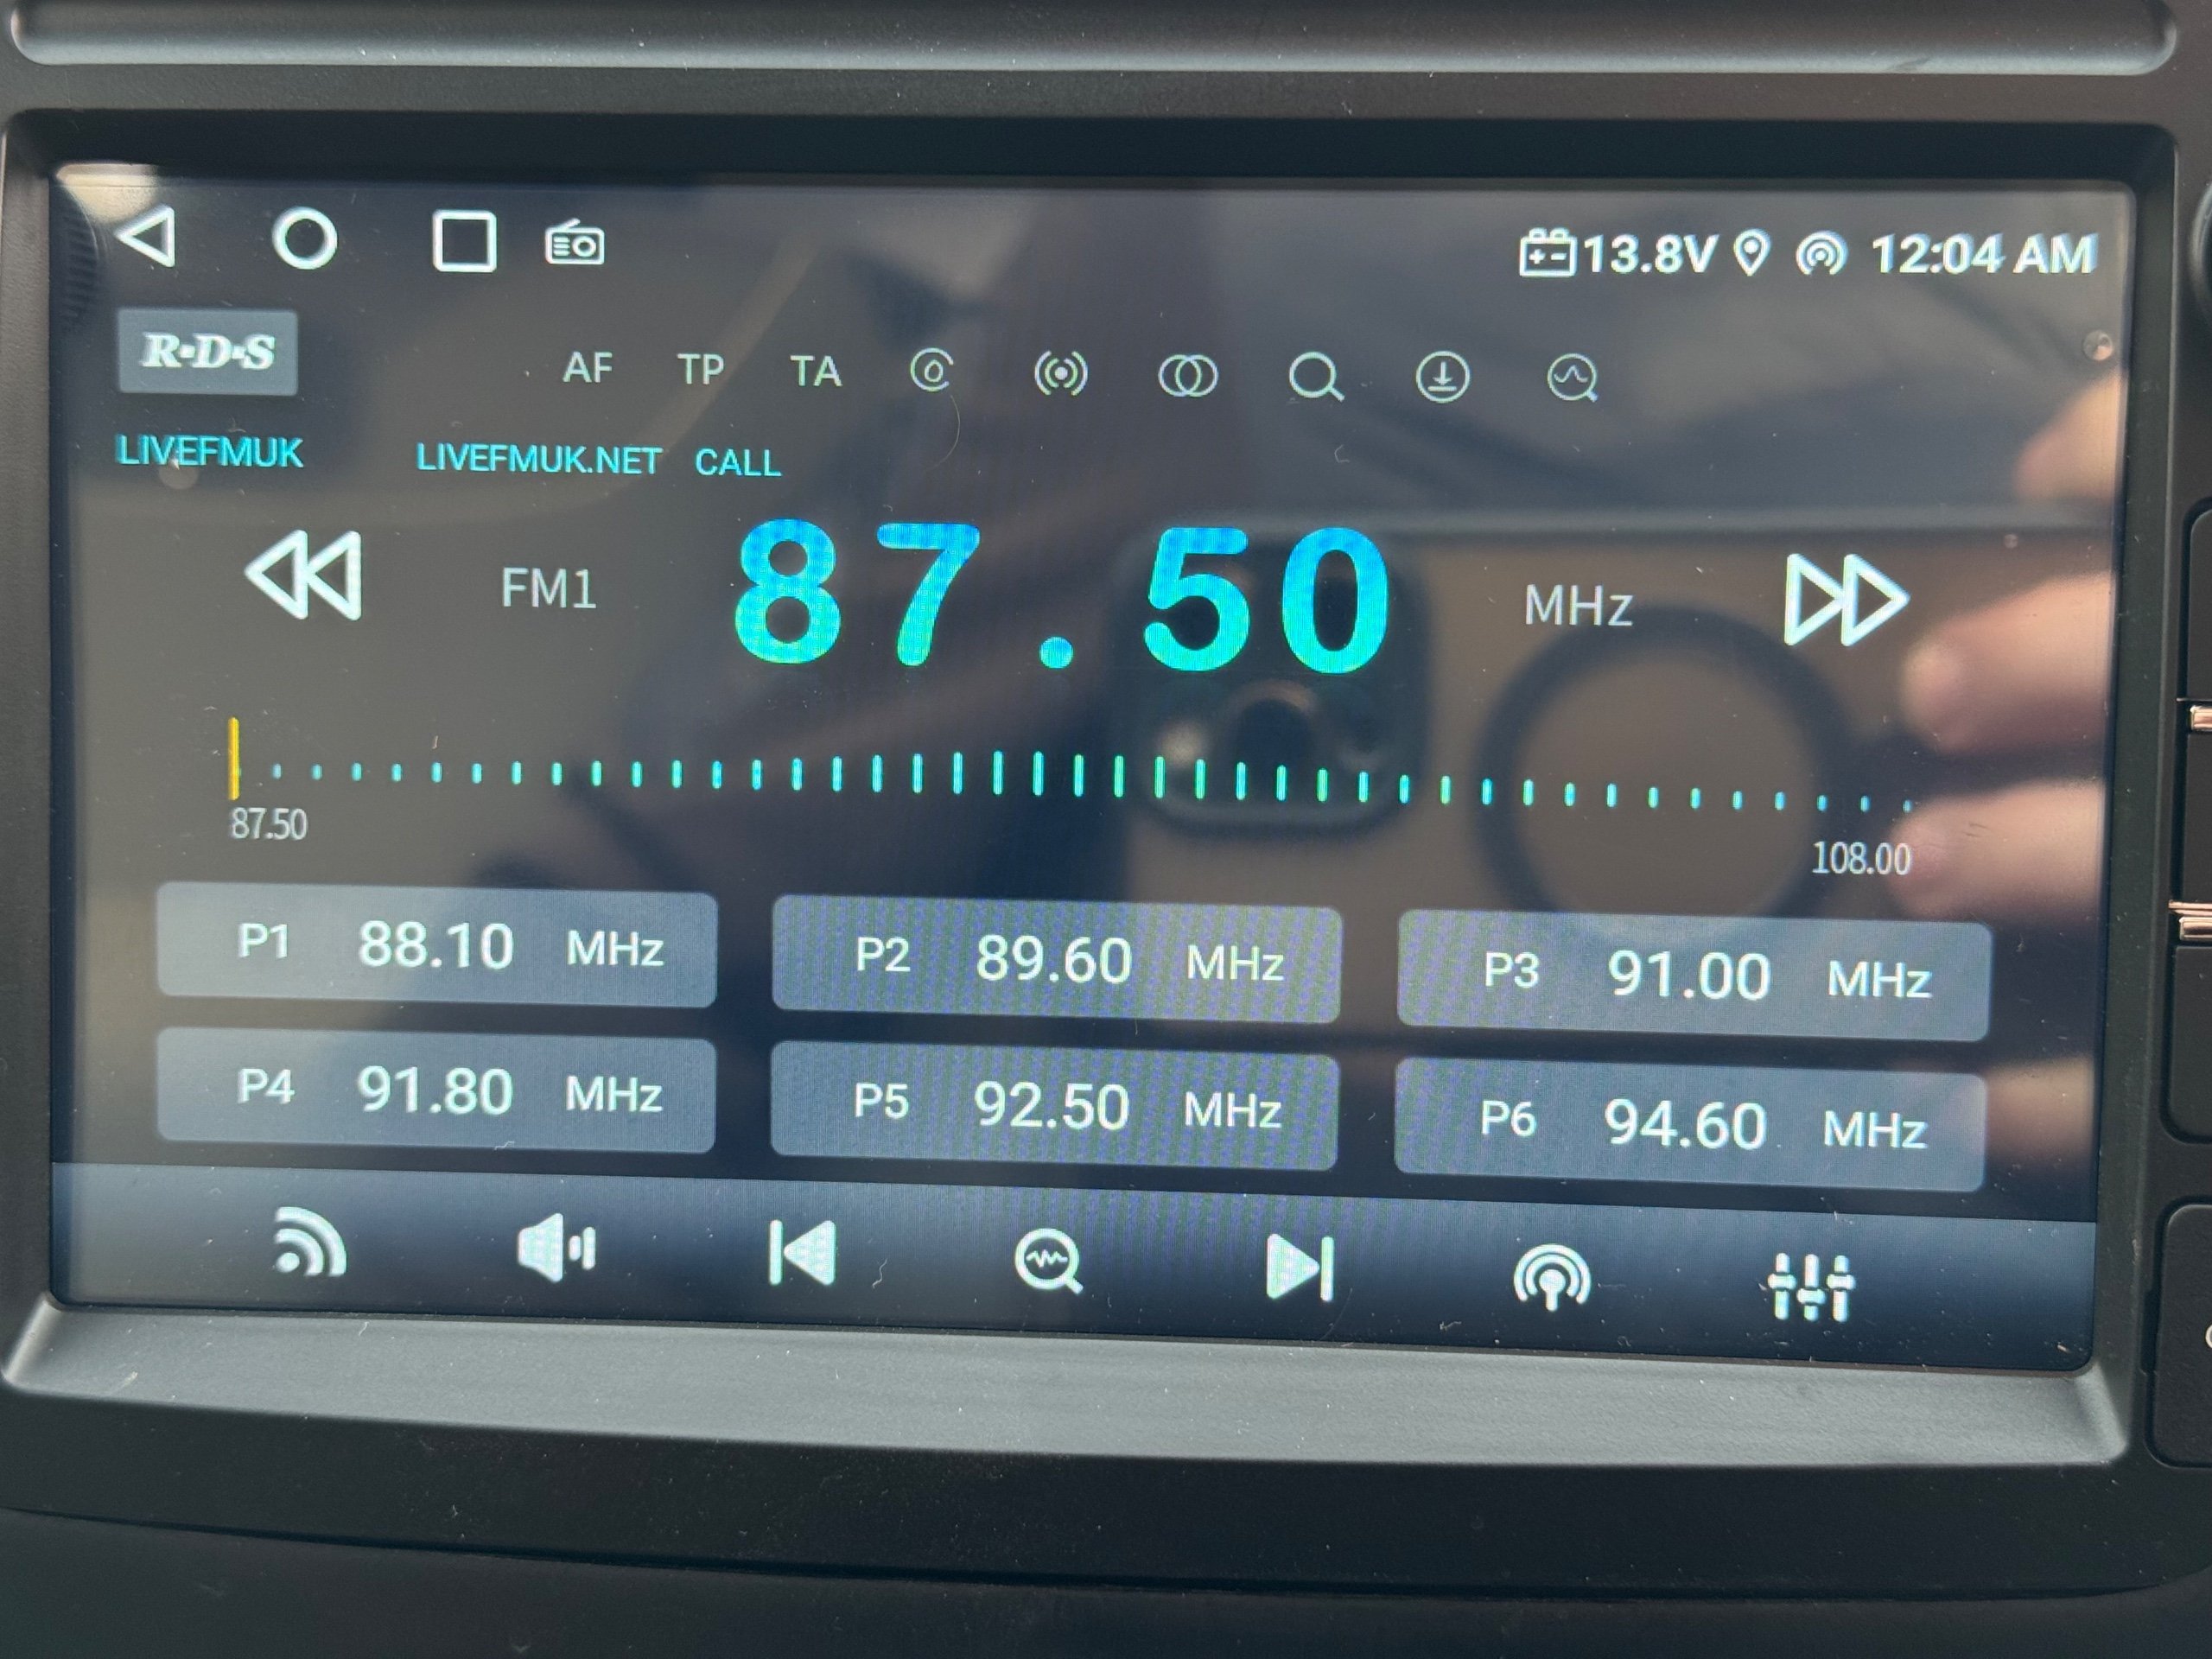 13.8V 12:04 AM
R·D·S AF TP TA
LIVEFMUK LIVEFMUK.NET CALL
FM1 87.50 MHz
87.50 108.00
P1 88.10 MHz P2 89.60 MHz P3 91.00 MHz
P4 91.80 MHz P5 92.50 MHz P6 94.60 MHz